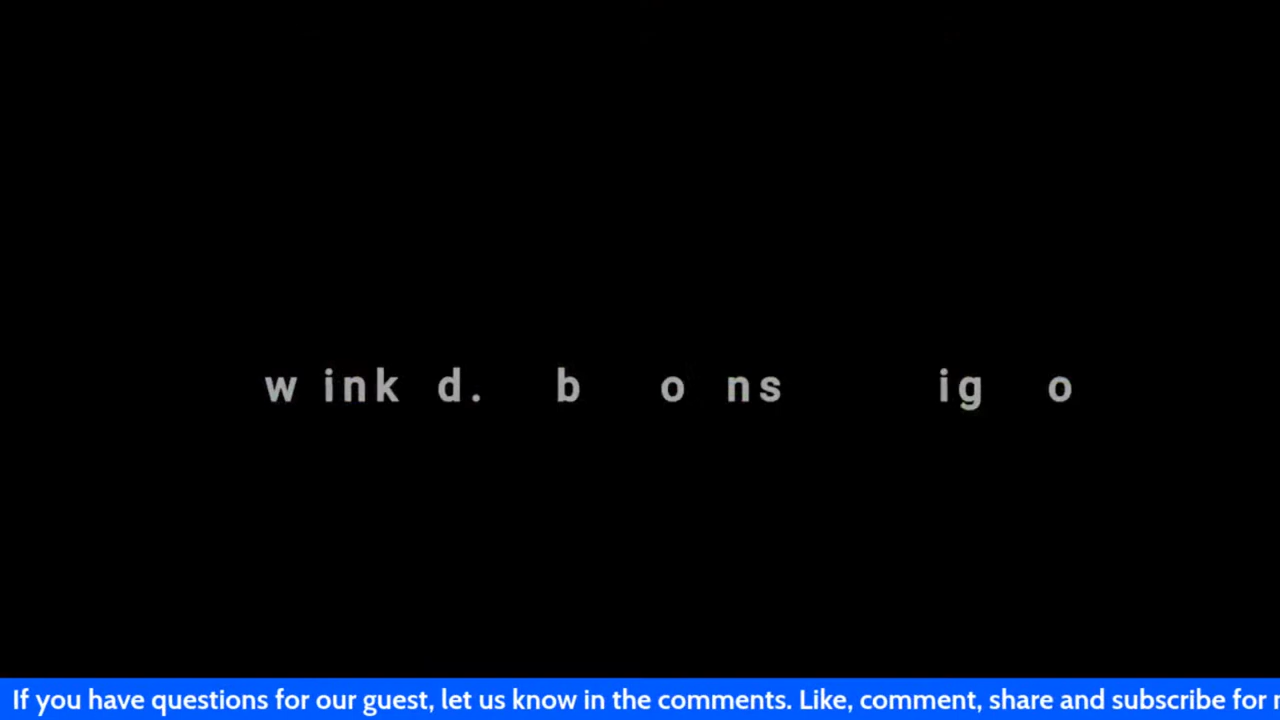 w ink d. b o ns ig o
If you have questions for our guest, let us know in the comments. Like, comment, share and subscribe for